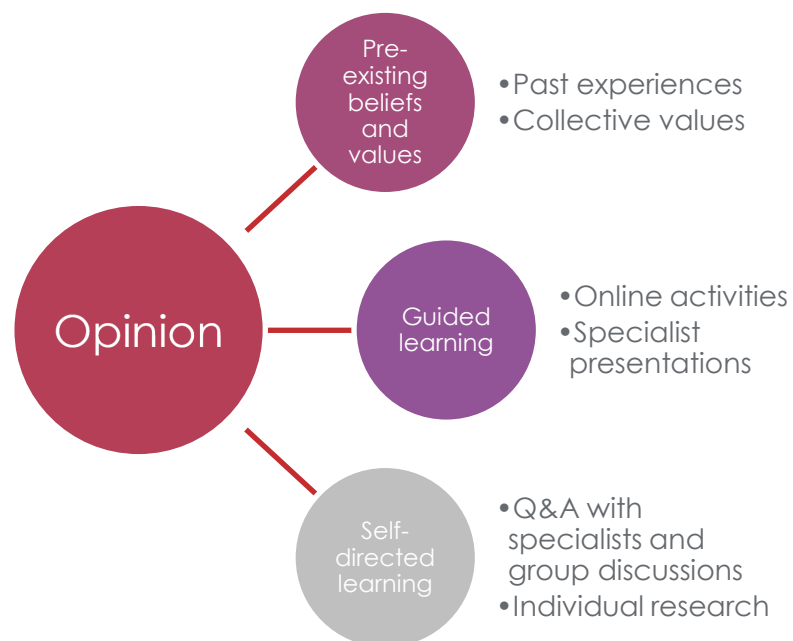 Pre-
existing
beliefs
and
values
•Past experiences
•Collective values
Opinion
Guided
learning
•Online activities
•Specialist
presentations
Self-
directed
learning
•Q&A with
specialists and
group discussions
•Individual research